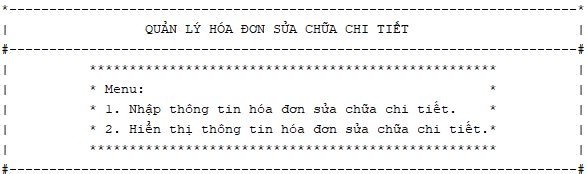 QUẢN LÝ HÓA ĐƠN SỬA CHỮA CHI TIẾT
* Menu: *
* 1. Nhập thông tin hóa đơn sửa chữa chi tiết. *
* 2. Hiển thị thông tin hóa đơn sửa chữa chi tiết.*